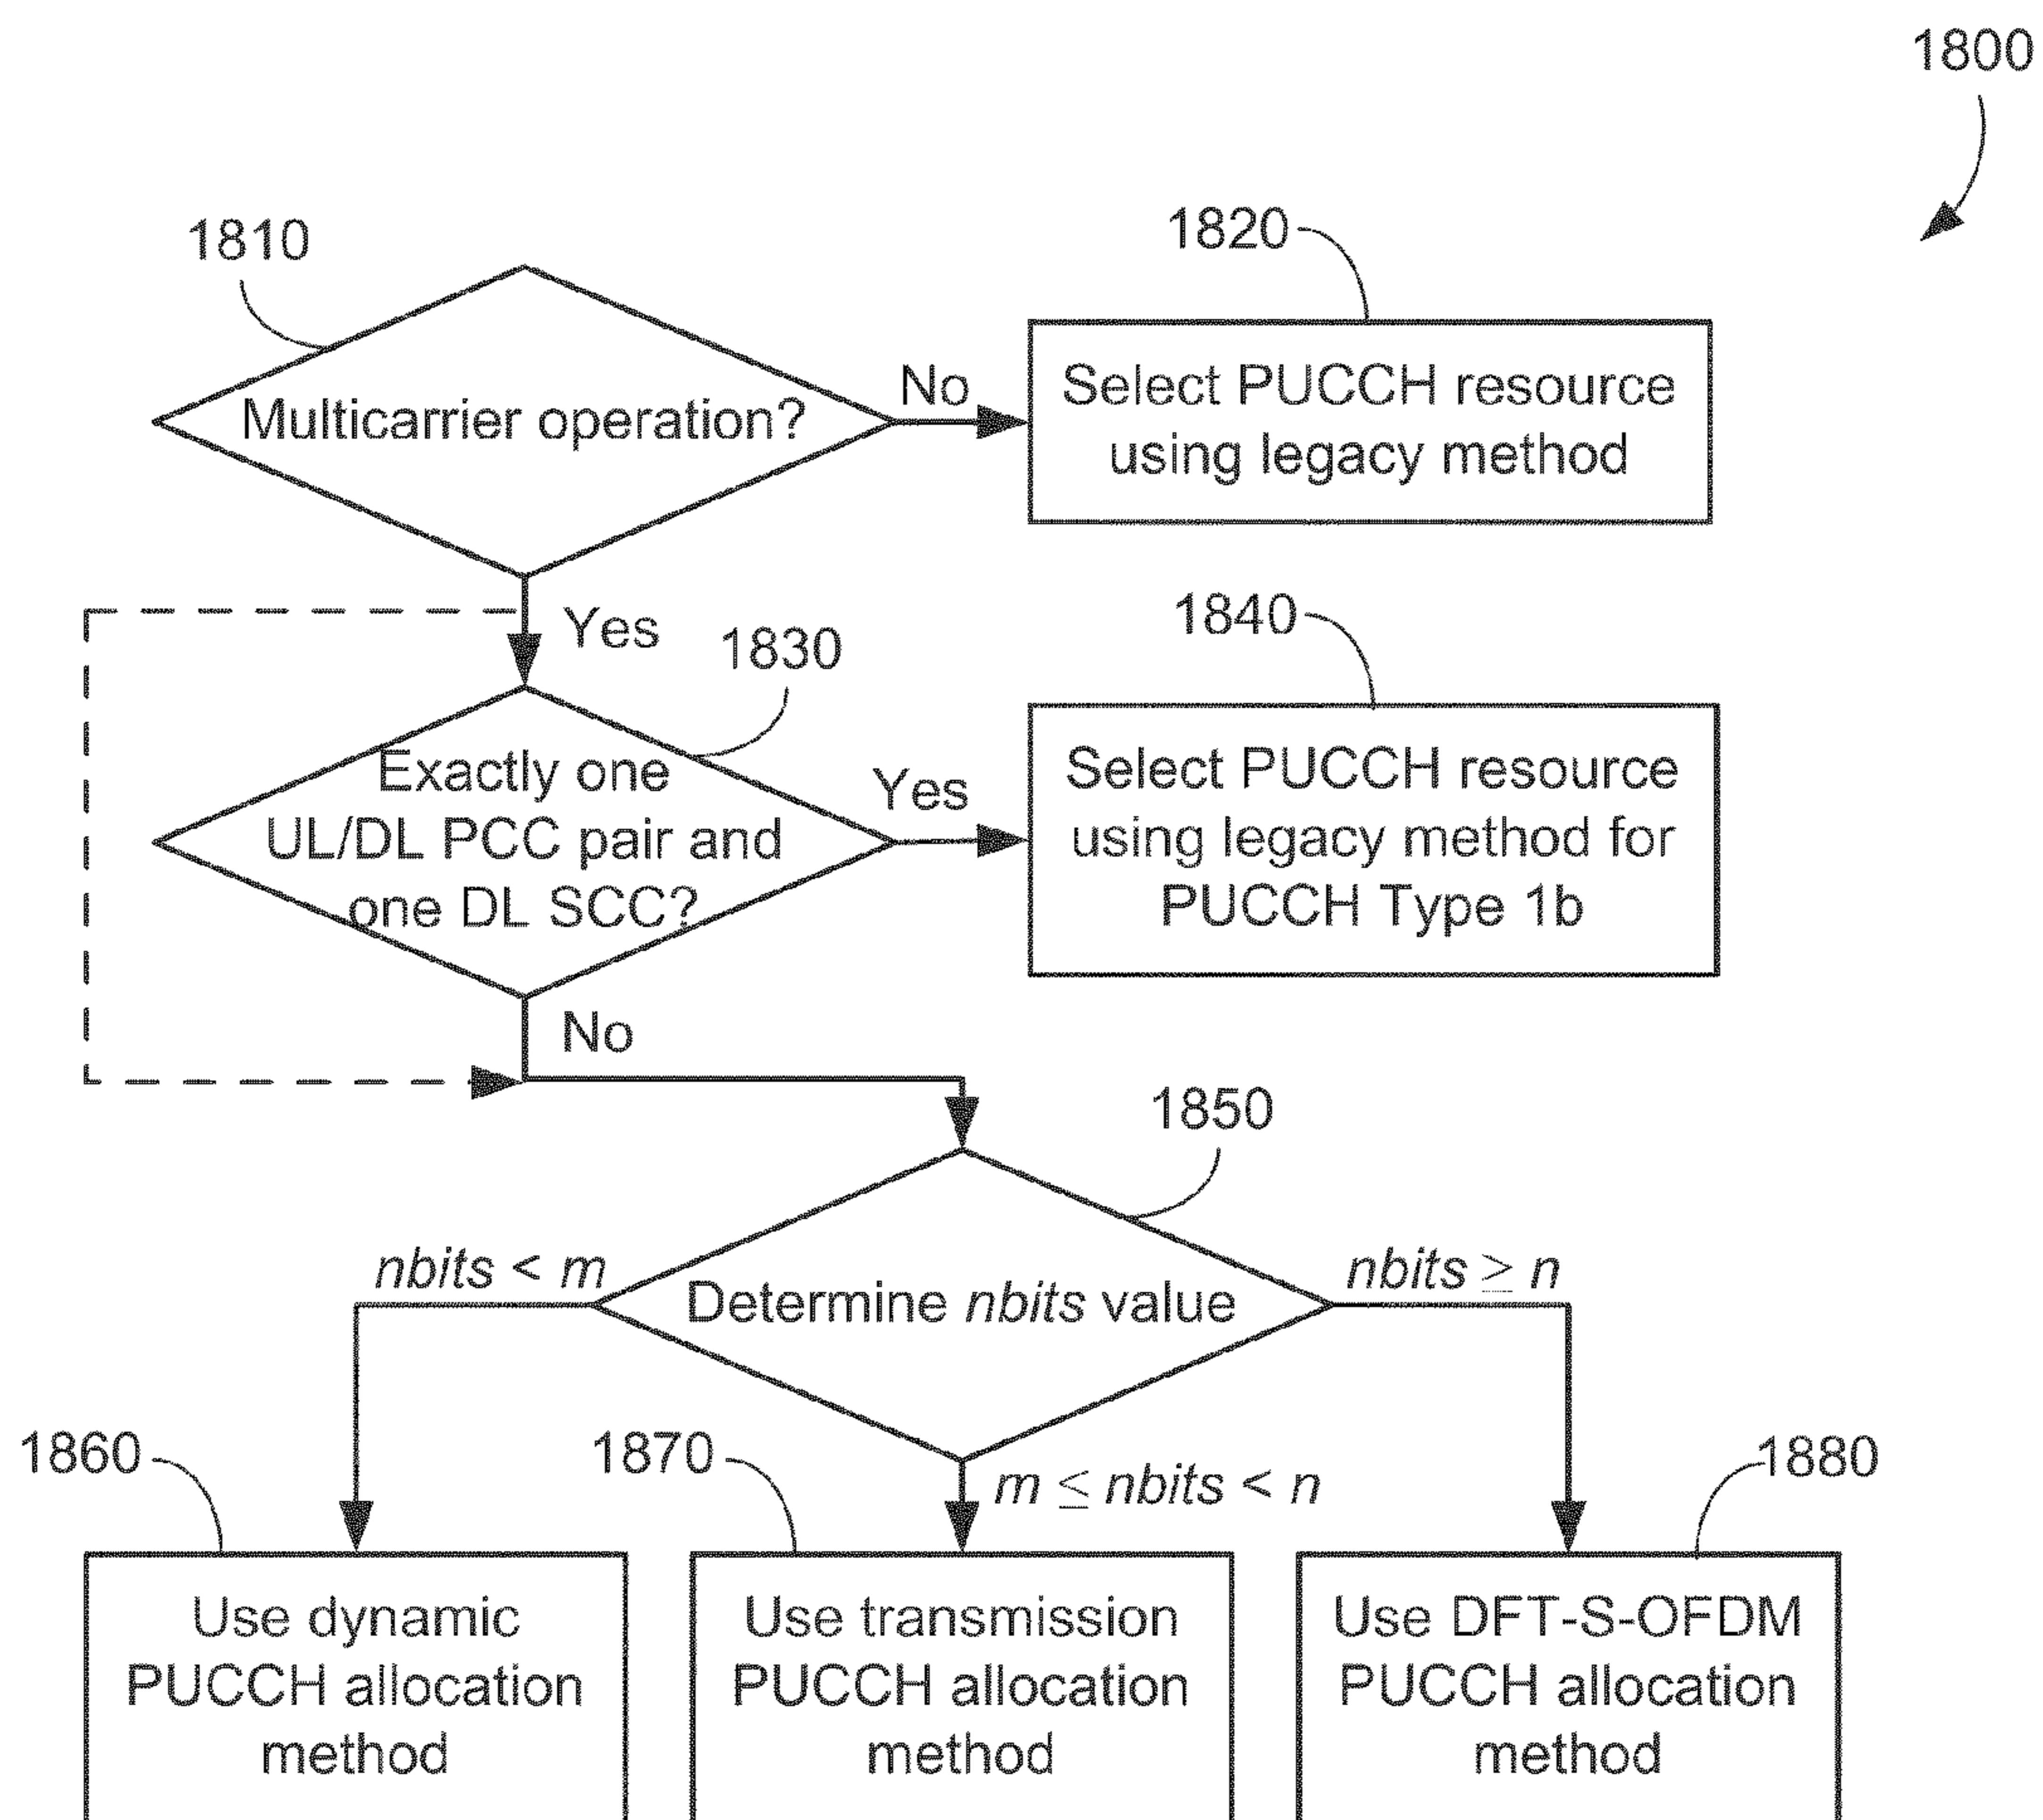 1800
1810
1820
Multicarrier operation?
No
Select PUCCH resource
using legacy method
Yes
1830
1840
Exactly one
UL/DL PCC pair and
one DL SCC?
Yes
Select PUCCH resource
using legacy method for
PUCCH Type 1b
No
1850
nbits < m
Determine nbits value
nbits ≥ n
1860
1870
m ≤ nbits < n
1880
Use dynamic
PUCCH allocation
method
Use transmission
PUCCH allocation
method
Use DFT-S-OFDM
PUCCH allocation
method